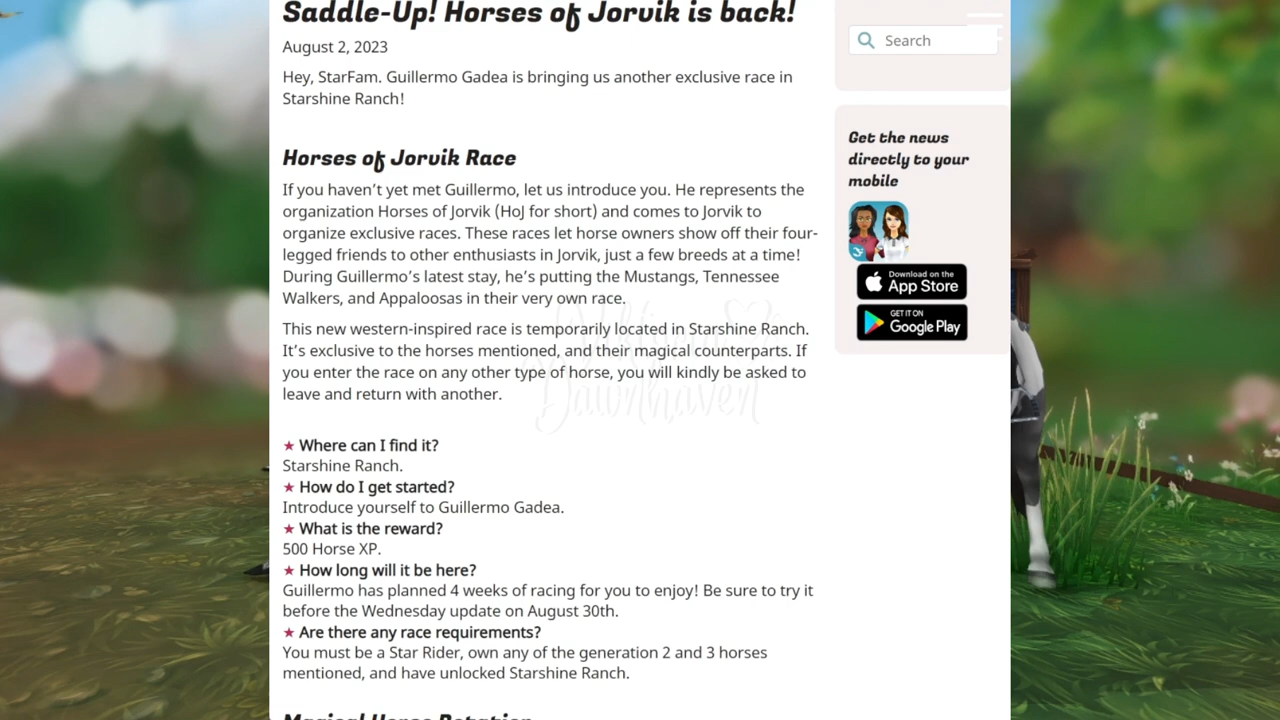 Saddle-Up! Horses of Jorvik is back!
August 2, 2023
Hey, StarFam. Guillermo Gadea is bringing us another exclusive race in
Starshine Ranch!
Horses of Jorvik Race
If you haven’t yet met Guillermo, let us introduce you. He represents the
organization Horses of Jorvik (HoJ for short) and comes to Jorvik to
organize exclusive races. These races let horse owners show off their four-
legged friends to other enthusiasts in Jorvik, just a few breeds at a time!
During Guillermo’s latest stay, he’s putting the Mustangs, Tennessee
Walkers, and Appaloosas in their very own race.
This new western-inspired race is temporarily located in Starshine Ranch.
It’s exclusive to the horses mentioned, and their magical counterparts. If
you enter the race on any other type of horse, you will kindly be asked to
leave and return with another.
★ Where can I find it?
Starshine Ranch.
★ How do I get started?
Introduce yourself to Guillermo Gadea.
★ What is the reward?
500 Horse XP.
★ How long will it be here?
Guillermo has planned 4 weeks of racing for you to enjoy! Be sure to try it
before the Wednesday update on August 30th.
★ Are there any race requirements?
You must be a Star Rider, own any of the generation 2 and 3 horses
mentioned, and have unlocked Starshine Ranch.
Magical Horse Rotation
Search
Get the news
directly to your
mobile
Download on the
App Store
GET IT ON
Google Play
Dawnhaven